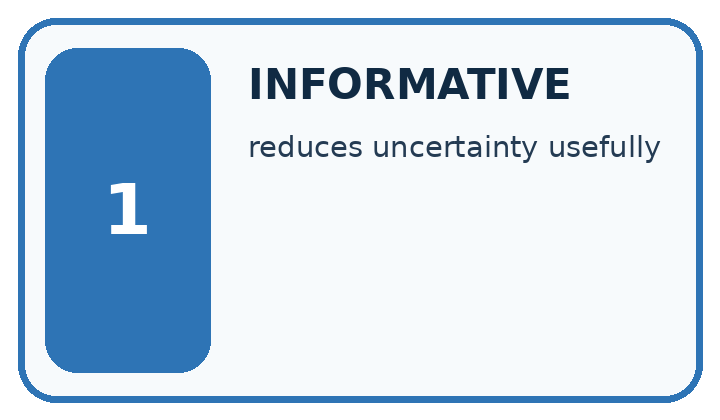 1
INFORMATIVE
reduces uncertainty usefully